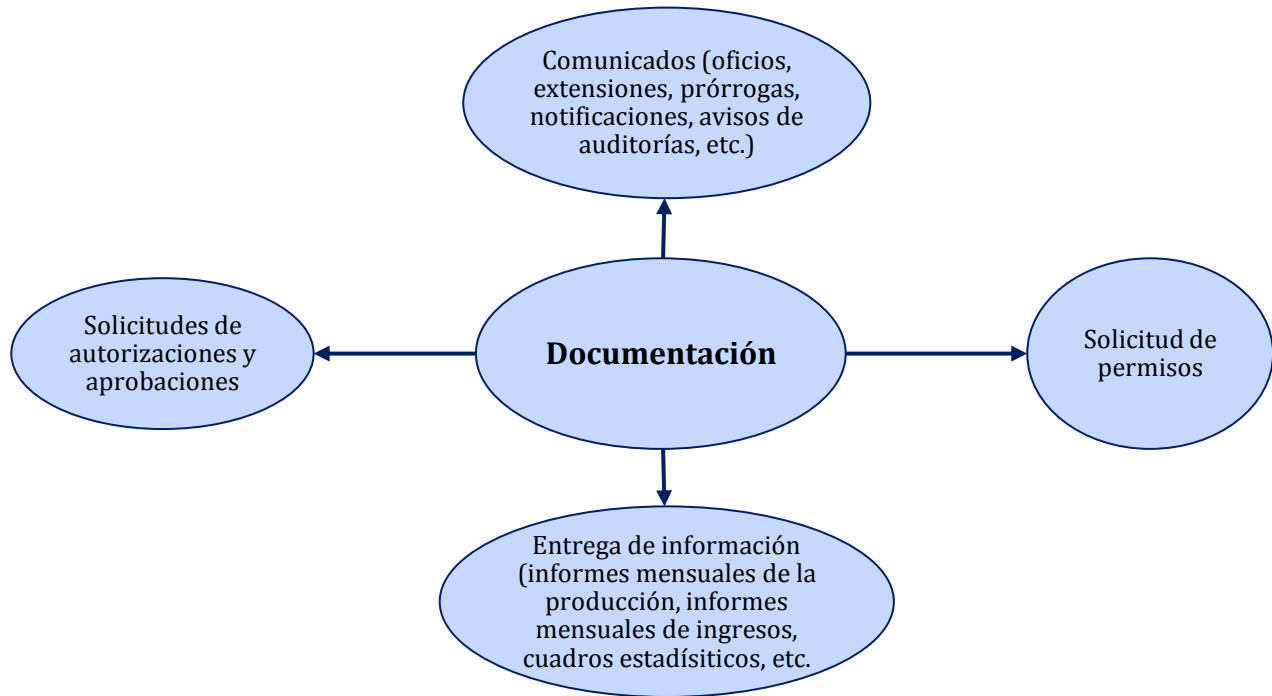 Comunicados (oficios,
extensiones, prórrogas,
notificaciones, avisos de
auditorías, etc.)
Solicitudes de
autorizaciones y
aprobaciones
Documentación
Solicitud de
permisos
Entrega de información
(informes mensuales de la
producción, informes
mensuales de ingresos,
cuadros estadísiticos, etc.